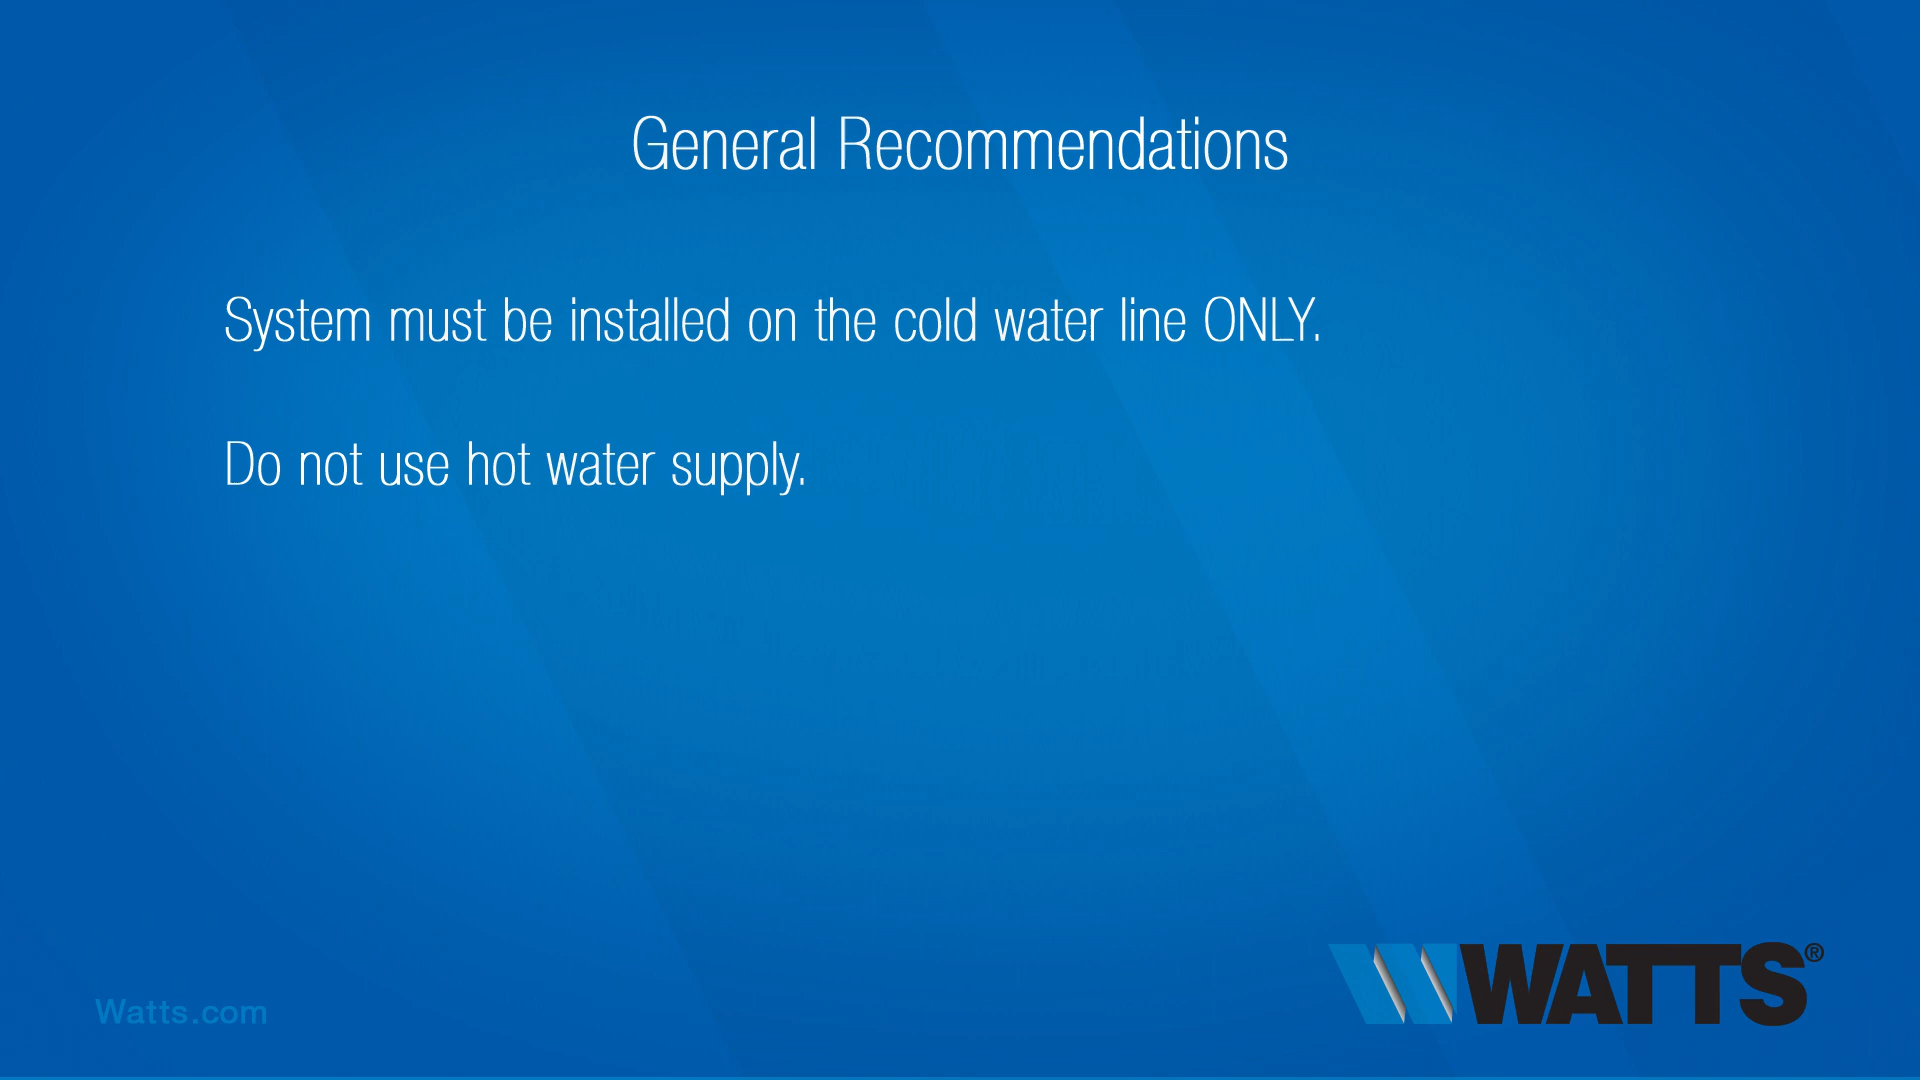 General Recommendations
System must be installed on the cold water line ONLY.
Do not use hot water supply.
Watts.com
WATTS®